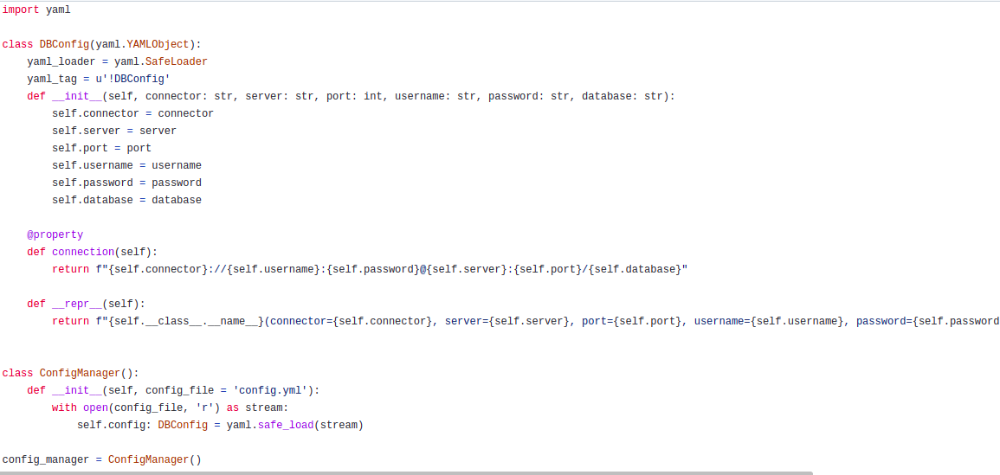 import yaml

class DBConfig(yaml.YAMLObject):
    yaml_loader = yaml.SafeLoader
    yaml_tag = u'!DBConfig'
    def __init__(self, connector: str, server: str, port: int, username: str, password: str, database: str):
        self.connector = connector
        self.server = server
        self.port = port
        self.username = username
        self.password = password
        self.database = database

    @property
    def connection(self):
        return f"{self.connector}://{self.username}:{self.password}@{self.server}:{self.port}/{self.database}"

    def __repr__(self):
        return f"{self.__class__.__name__}(connector={self.connector}, server={self.server}, port={self.port}, username={self.username}, password={self.password

class ConfigManager():
    def __init__(self, config_file = 'config.yml'):
        with open(config_file, 'r') as stream:
            self.config: DBConfig = yaml.safe_load(stream)

config_manager = ConfigManager()